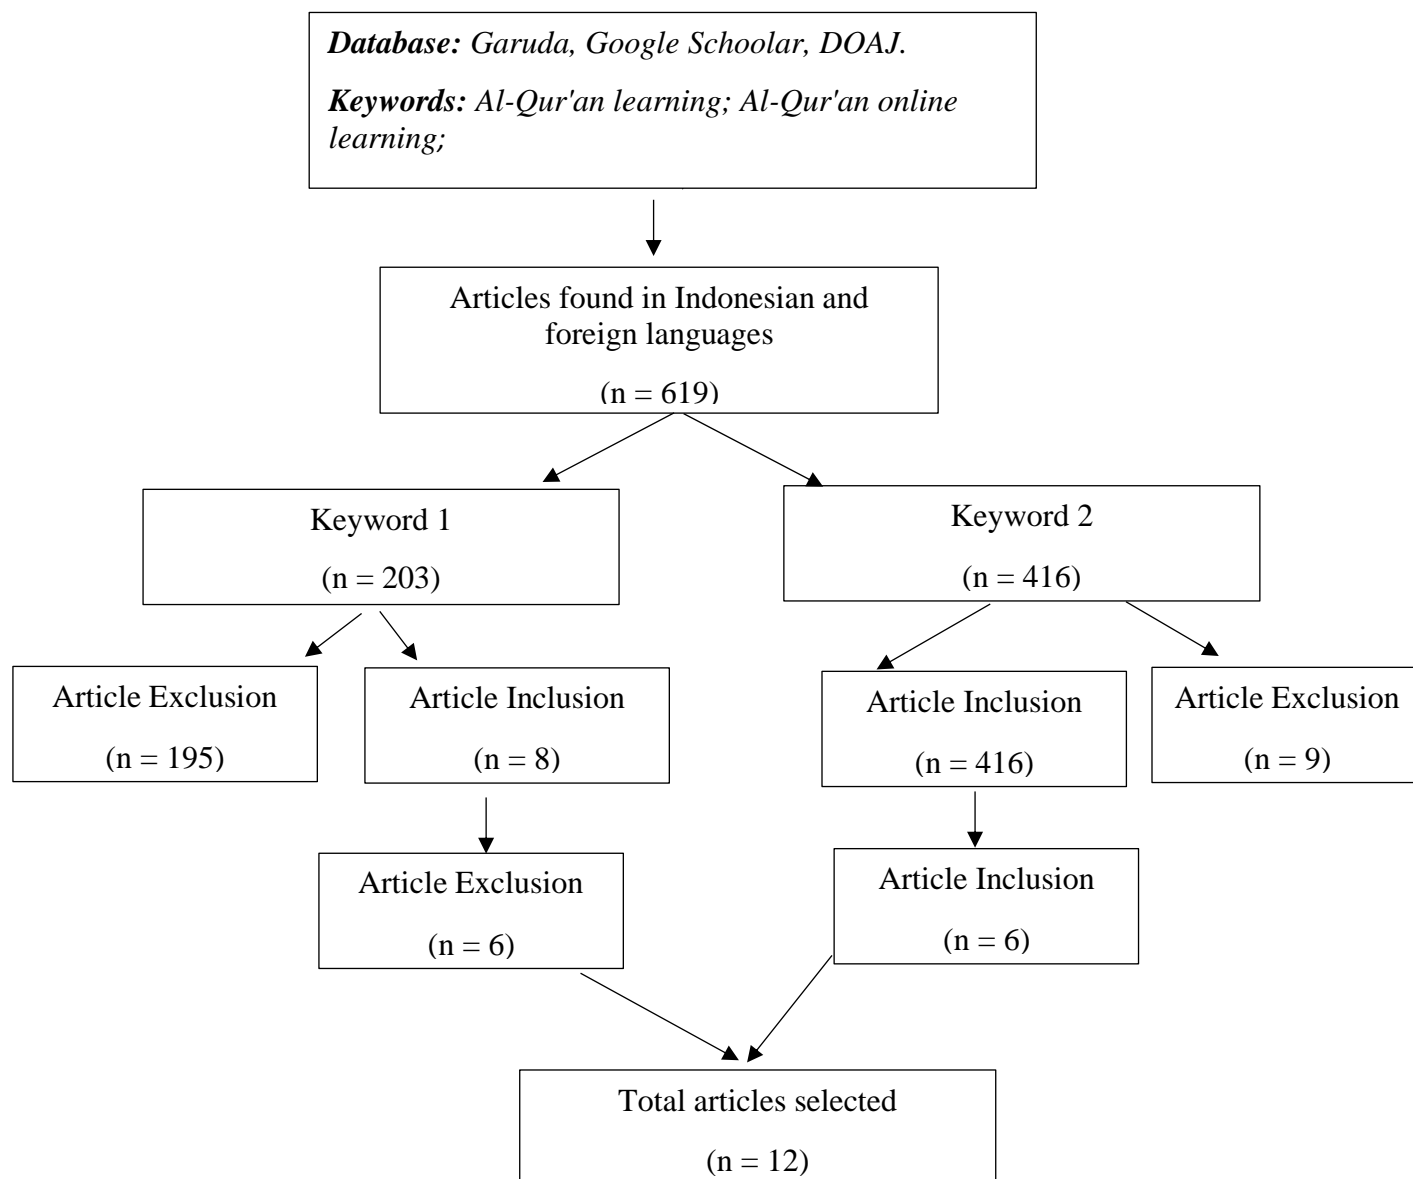 Database: Garuda, Google Schoolar, DOAJ.
Keywords: Al-Qur'an learning; Al-Qur'an online
learning;
Articles found in Indonesian and
foreign languages
(n = 619)
Keyword 1
(n = 203)
Keyword 2
(n = 416)
Article Exclusion
(n = 195)
Article Inclusion
(n = 8)
Article Inclusion
(n = 416)
Article Exclusion
(n = 9)
Article Exclusion
(n = 6)
Article Inclusion
(n = 6)
Total articles selected
(n = 12)